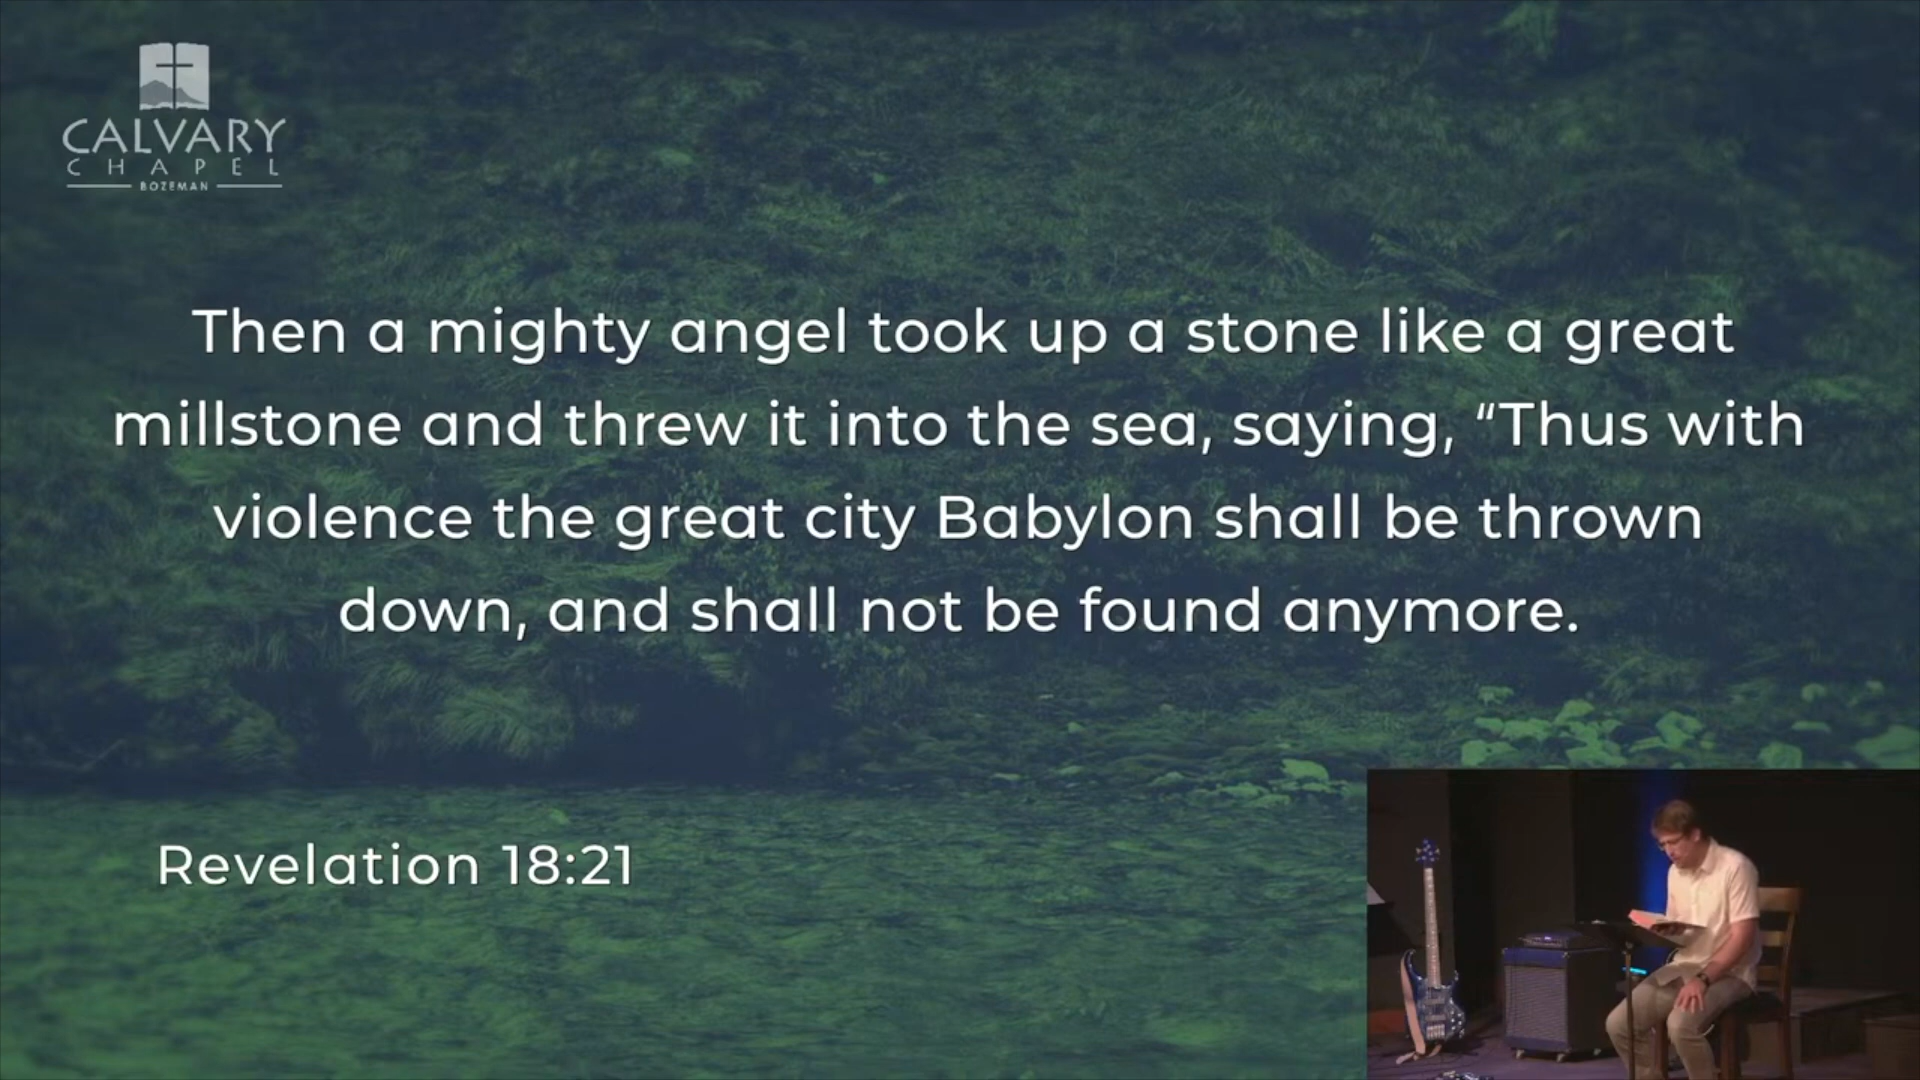 CALVARY
CHAPEL
BOZEMAN
Then a mighty angel took up a stone like a great
millstone and threw it into the sea, saying, “Thus with
violence the great city Babylon shall be thrown
down, and shall not be found anymore.
Revelation 18:21